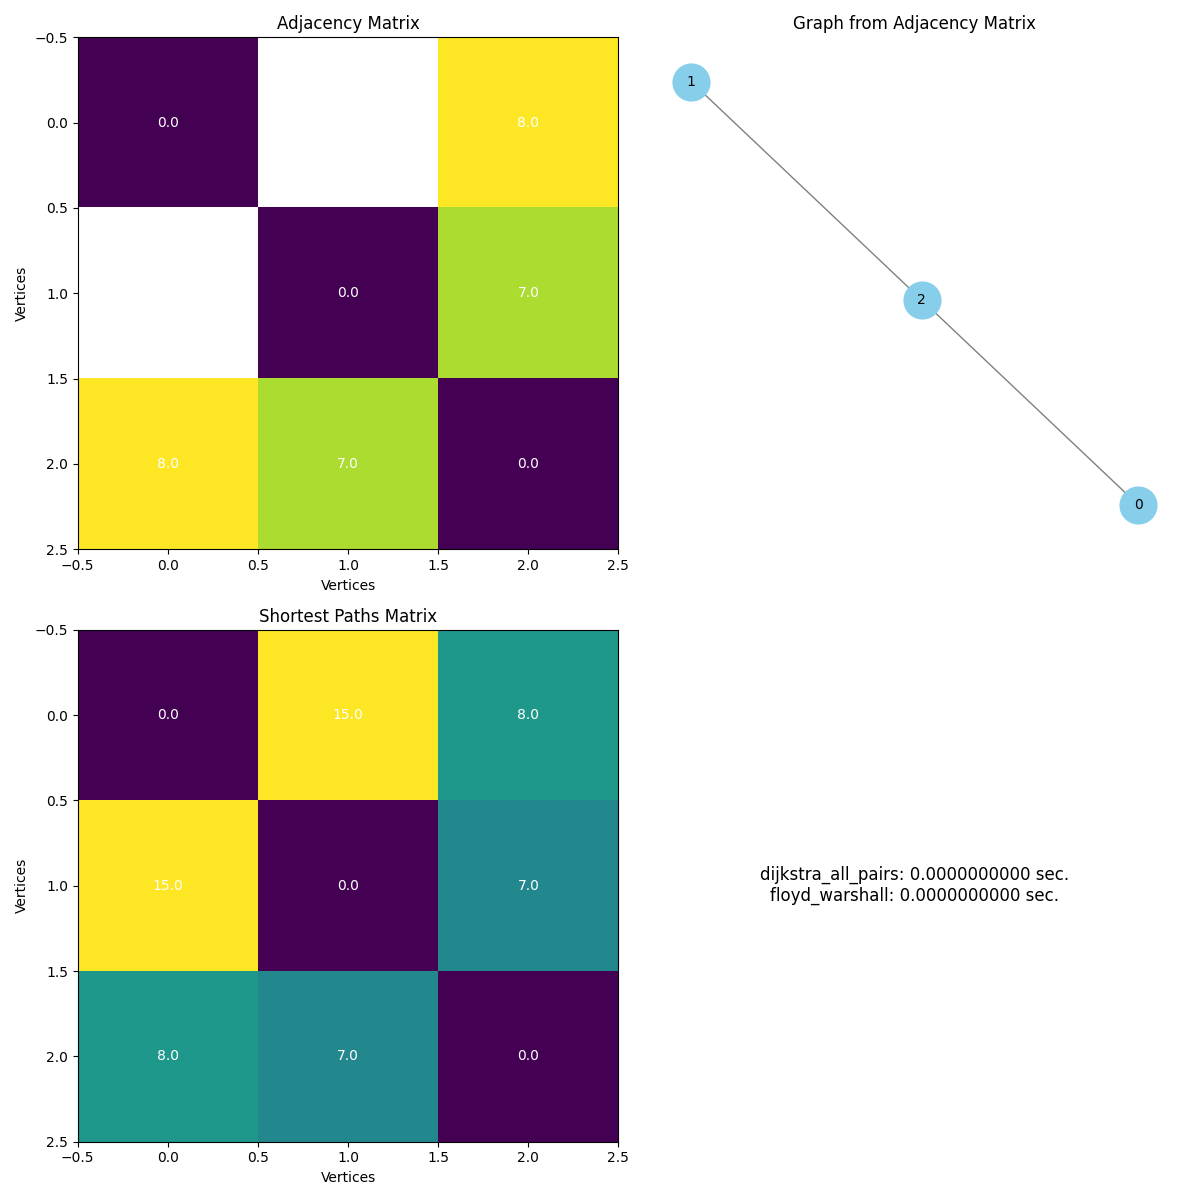 Adjacency Matrix
−0.5
0.0
0.5
1.0
1.5
2.0
2.5
Vertices
0.0 8.0
0.0 7.0
8.0 7.0 0.0
−0.5 0.0 0.5 1.0 1.5 2.0 2.5
Vertices
Graph from Adjacency Matrix
1
2
0
Shortest Paths Matrix
−0.5
0.0
0.5
1.0
1.5
2.0
2.5
Vertices
0.0 15.0 8.0
15.0 0.0 7.0
8.0 7.0 0.0
−0.5 0.0 0.5 1.0 1.5 2.0 2.5
Vertices
dijkstra_all_pairs: 0.0000000000 sec.
floyd_warshall: 0.0000000000 sec.